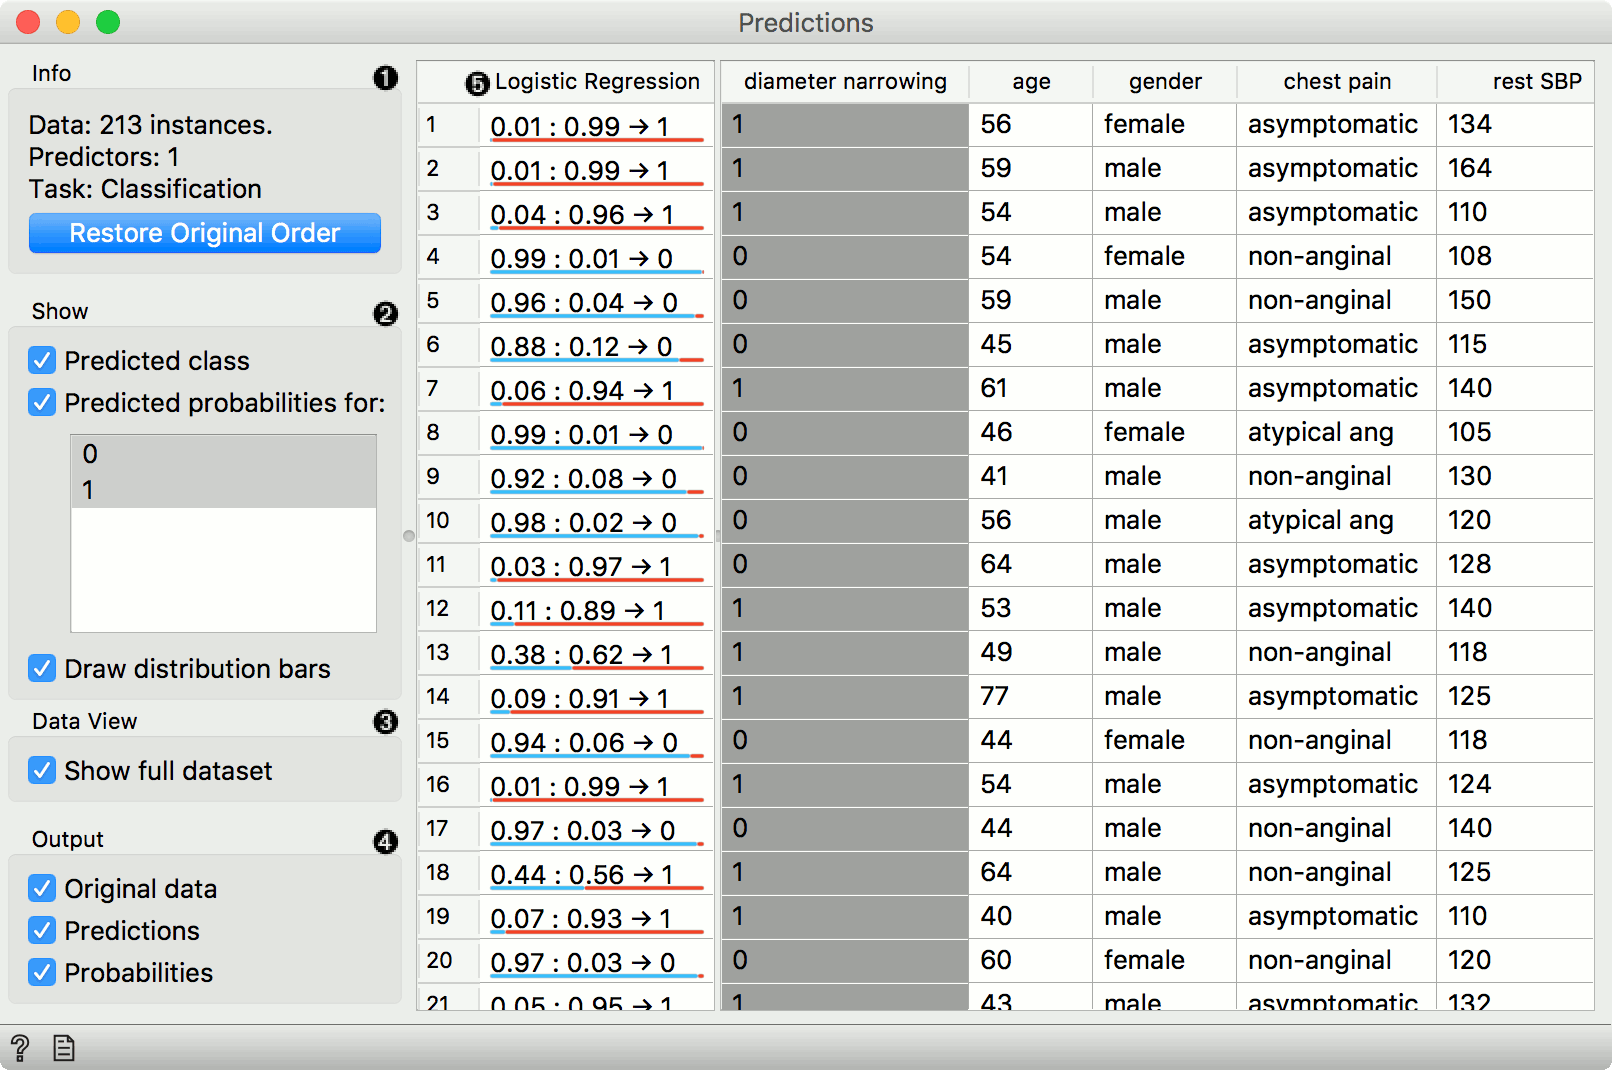 Predictions
Info ❶
Data: 213 instances.
Predictors: 1
Task: Classification
Restore Original Order
Show ❷
Predicted class
Predicted probabilities for:
0
1
Draw distribution bars
Data View ❸
Show full dataset
Output ❹
Original data
Predictions
Probabilities
❺ Logistic Regression diameter narrowing age gender chest pain rest SBP
1 0.01 : 0.99 → 1 1 56 female asymptomatic 134
2 0.01 : 0.99 → 1 1 59 male asymptomatic 164
3 0.04 : 0.96 → 1 1 54 male asymptomatic 110
4 0.99 : 0.01 → 0 0 54 female non-anginal 108
5 0.96 : 0.04 → 0 0 59 male non-anginal 150
6 0.88 : 0.12 → 0 0 45 male asymptomatic 115
7 0.06 : 0.94 → 1 1 61 male asymptomatic 140
8 0.99 : 0.01 → 0 0 46 female atypical ang 105
9 0.92 : 0.08 → 0 0 41 male non-anginal 130
10 0.98 : 0.02 → 0 0 56 male atypical ang 120
11 0.03 : 0.97 → 1 0 64 male asymptomatic 128
12 0.11 : 0.89 → 1 1 53 male asymptomatic 140
13 0.38 : 0.62 → 1 1 49 male non-anginal 118
14 0.09 : 0.91 → 1 1 77 male asymptomatic 125
15 0.94 : 0.06 → 0 0 44 female non-anginal 118
16 0.01 : 0.99 → 1 1 54 male asymptomatic 124
17 0.97 : 0.03 → 0 0 44 male non-anginal 140
18 0.44 : 0.56 → 1 1 64 male non-anginal 125
19 0.07 : 0.93 → 1 1 40 male asymptomatic 110
20 0.97 : 0.03 → 0 0 60 female non-anginal 120
21 0.05 : 0.95 → 1 1 43 male asymptomatic 132
?